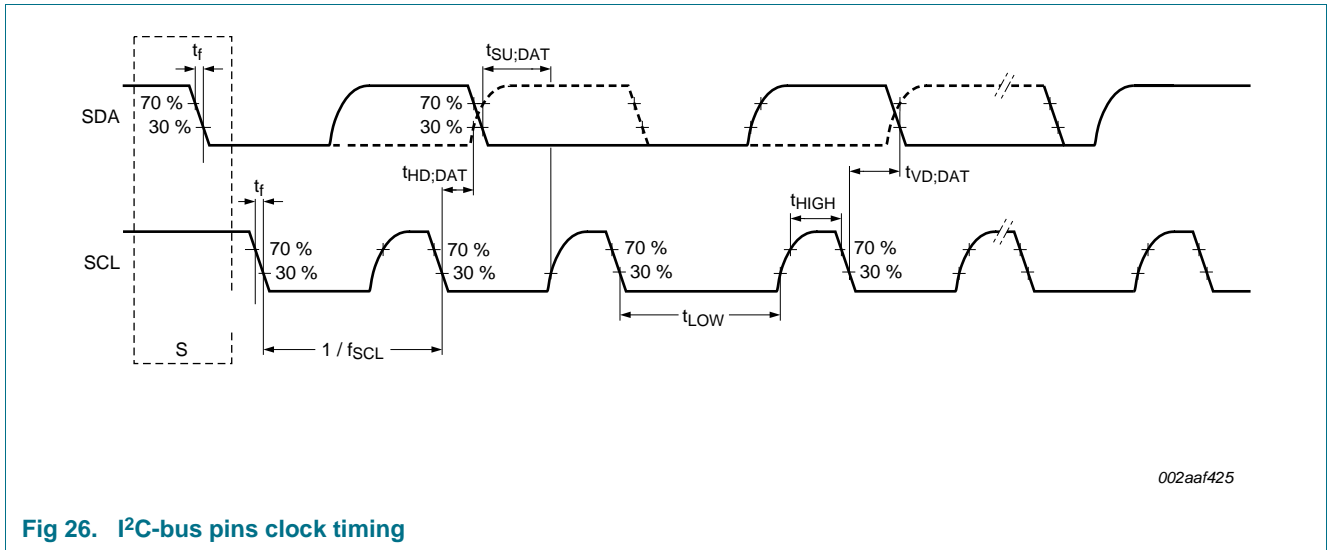 tf
tSU;DAT
SDA
70 %
30 %
70 %
30 %
tHD;DAT
tVD;DAT
tf
tHIGH
SCL
70 %
30 %
70 %
30 %
70 %
30 %
70 %
30 %
tLOW
S
1 / fSCL
002aaf425
Fig 26. I²C-bus pins clock timing